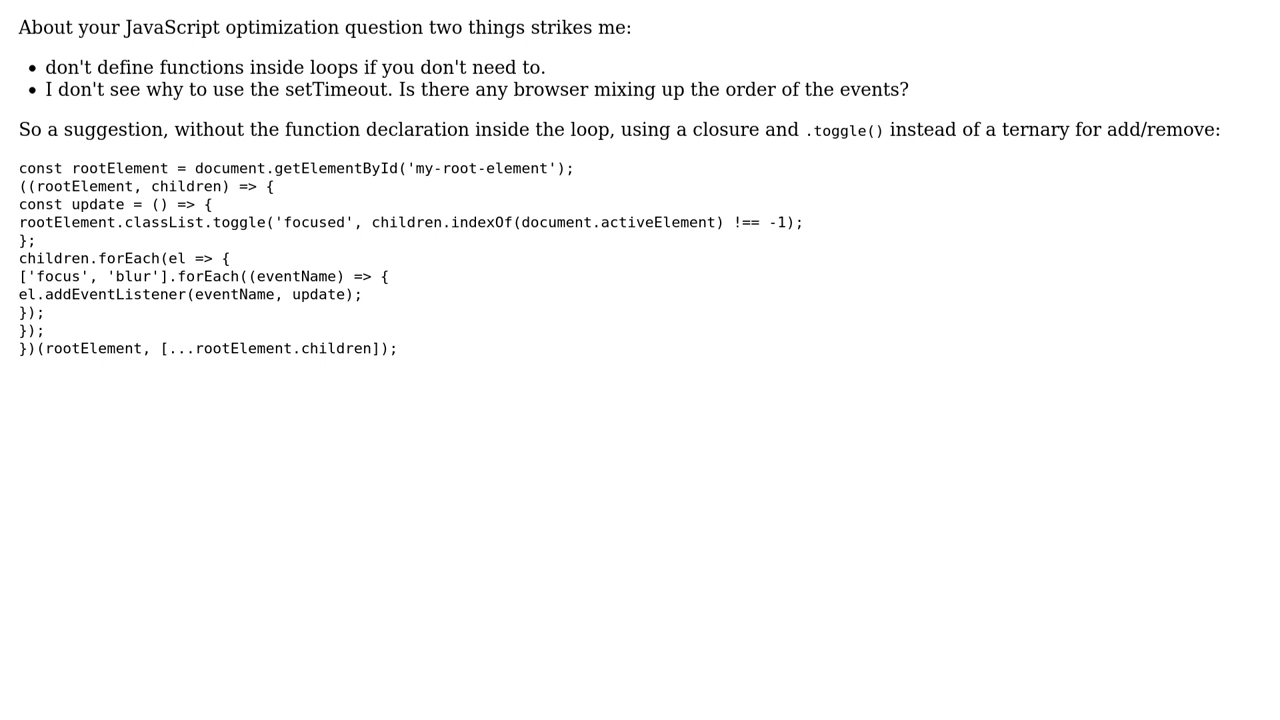 About your JavaScript optimization question two things strikes me:
• don't define functions inside loops if you don't need to.
• I don't see why to use the setTimeout. Is there any browser mixing up the order of the events?
So a suggestion, without the function declaration inside the loop, using a closure and .toggle() instead of a ternary for add/remove:
const rootElement = document.getElementById('my-root-element');
((rootElement, children) => {
const update = () => {
rootElement.classList.toggle('focused', children.indexOf(document.activeElement) !== -1);
};
children.forEach(el => {
['focus', 'blur'].forEach((eventName) => {
el.addEventListener(eventName, update);
});
});
})(rootElement, [...rootElement.children]);